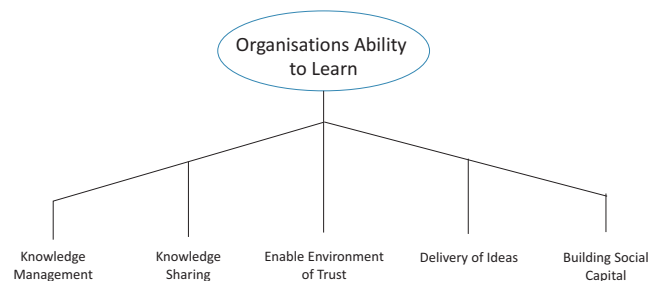 Organisations Ability
to Learn
Knowledge
Management
Knowledge
Sharing
Enable Environment
of Trust
Delivery of Ideas
Building Social
Capital